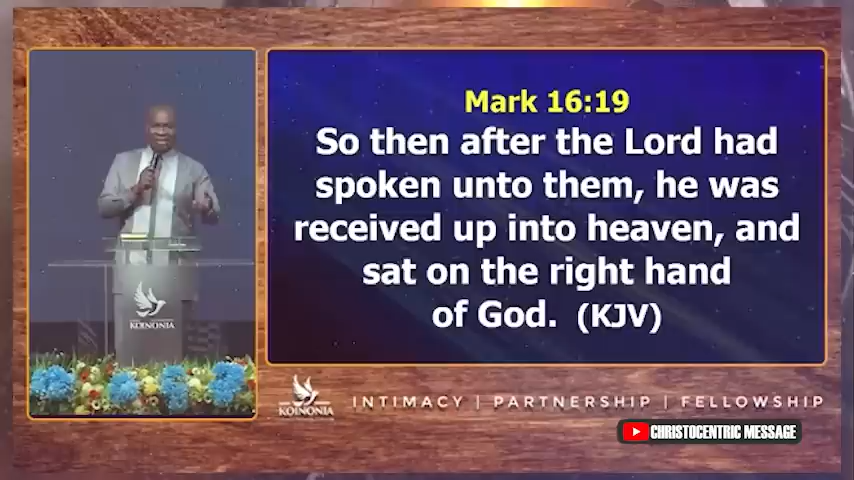 Mark 16:19
So then after the Lord had
spoken unto them, he was
received up into heaven, and
sat on the right hand
of God. (KJV)
KOINONIA
KOINONIA
INTIMACY | PARTNERSHIP | FELLOWSHIP
CHRISTOCENTRIC MESSAGE